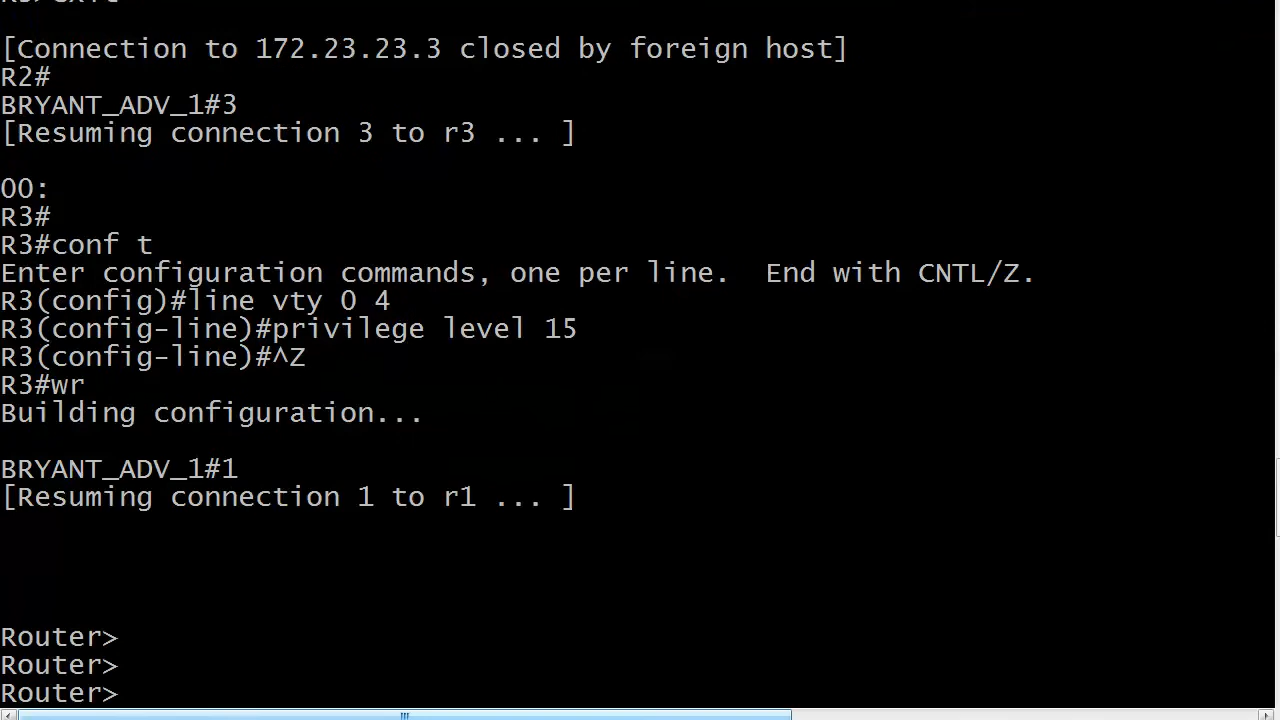 [Connection to 172.23.23.3 closed by foreign host]
R2#
BRYANT_ADV_1#3
[Resuming connection 3 to r3 ... ]
00:
R3#
R3#conf t
Enter configuration commands, one per line.  End with CNTL/Z.
R3(config)#line vty 0 4
R3(config-line)#privilege level 15
R3(config-line)#^Z
R3#wr
Building configuration...
BRYANT_ADV_1#1
[Resuming connection 1 to r1 ... ]
Router>
Router>
Router>